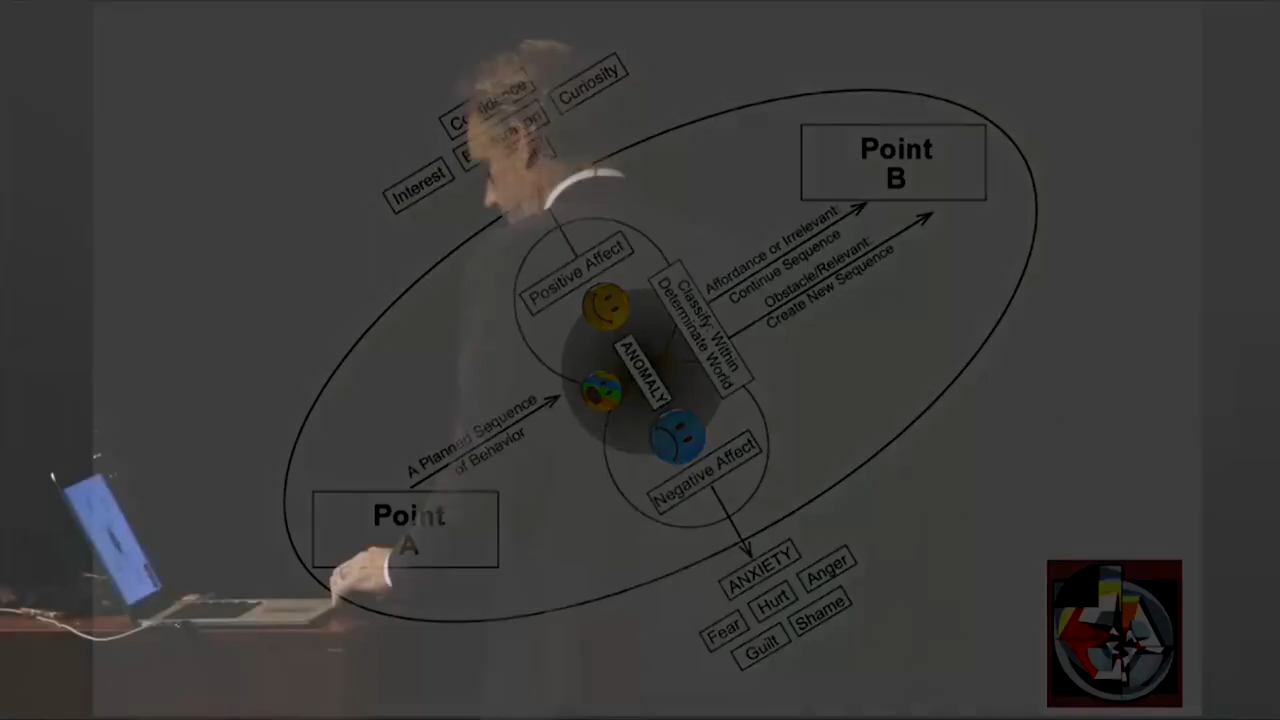 Curiosity
Interest
Point
B
Affordance or Irrelevant:
Continue Sequence
Obstacle/Relevant:
Create New Sequence
Positive Affect
Classify: Within
Determinate World
ANOMALY
A Planned Sequence
of Behavior
Negative Affect
Point
A
ANXIETY
Anger
Hurt
Fear
Shame
Guilt